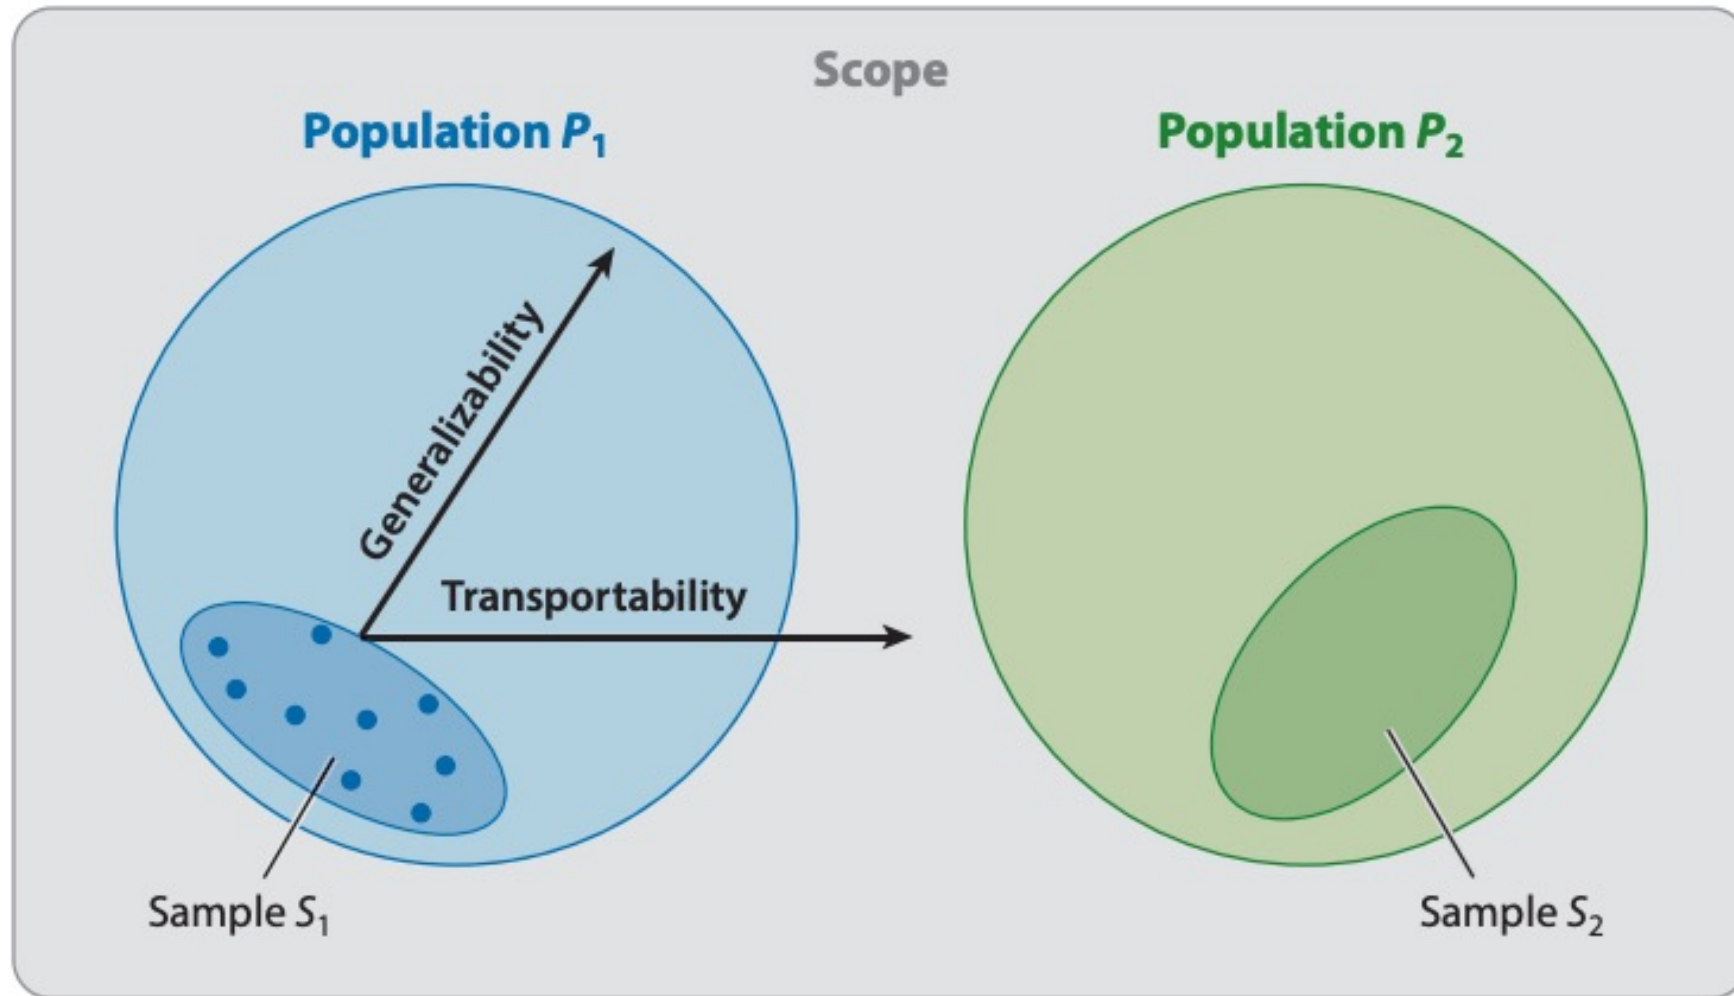 Scope
Population P₁
Population P₂
Generalizability
Transportability
Sample S₁
Sample S₂